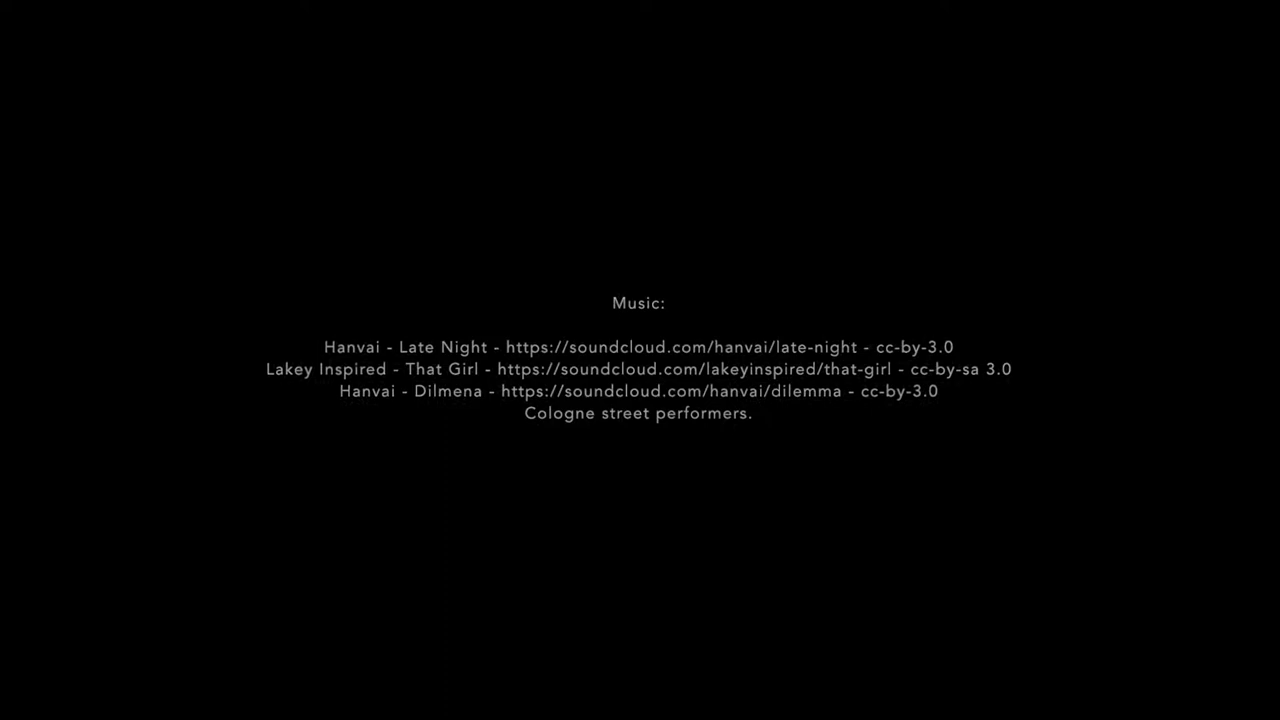 Music:
Hanvai - Late Night - https://soundcloud.com/hanvai/late-night - cc-by-3.0
Lakey Inspired - That Girl - https://soundcloud.com/lakeyinspired/that-girl - cc-by-sa 3.0
Hanvai - Dilmena - https://soundcloud.com/hanvai/dilemma - cc-by-3.0
Cologne street performers.